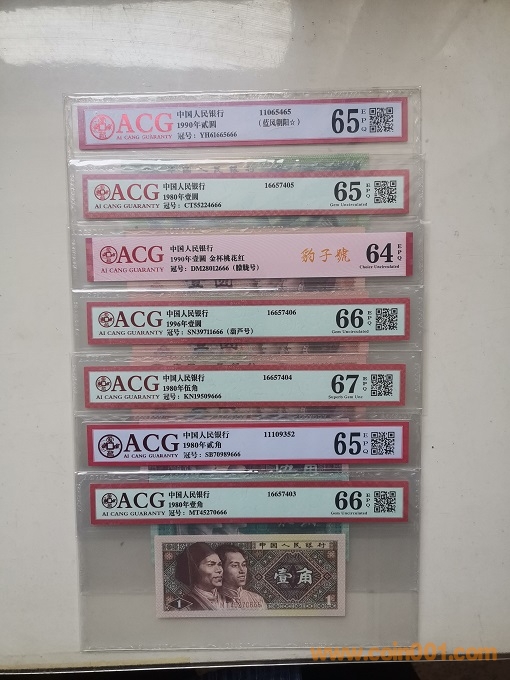 ACG
AI CANG GUARANTY
中国人民银行 11065465
1990年贰圆 (蓝凤朝阳☆)
冠号: YH61665666
65 EPQ
ACG
AI CANG GUARANTY
中国人民银行 16657405
1980年壹圆
冠号: CT55224666
65 EPQ
Gem Uncirculated
ACG
AI CANG GUARANTY
中国人民银行
1990年壹圆 金杯桃花红
冠号: DM28012666
豹子號
64 EPQ
Choice Uncirculated
ACG
AI CANG GUARANTY
中国人民银行 16657406
1996年壹圆
冠号: SN39711666 (葫芦号)
66 EPQ
Gem Uncirculated
ACG
AI CANG GUARANTY
中国人民银行 16657404
1980年伍角
冠号: KN19509666
67 EPQ
Superb Gem Unc
ACG
AI CANG GUARANTY
中国人民银行 11109352
1980年贰角
冠号: SB70989666
65 EPQ
ACG
AI CANG GUARANTY
中国人民银行 16657403
1980年壹角
冠号: MT45270666
66 EPQ
Gem Uncirculated
中国人民银行
壹角
MT45270666
1
1
www.coin001.com